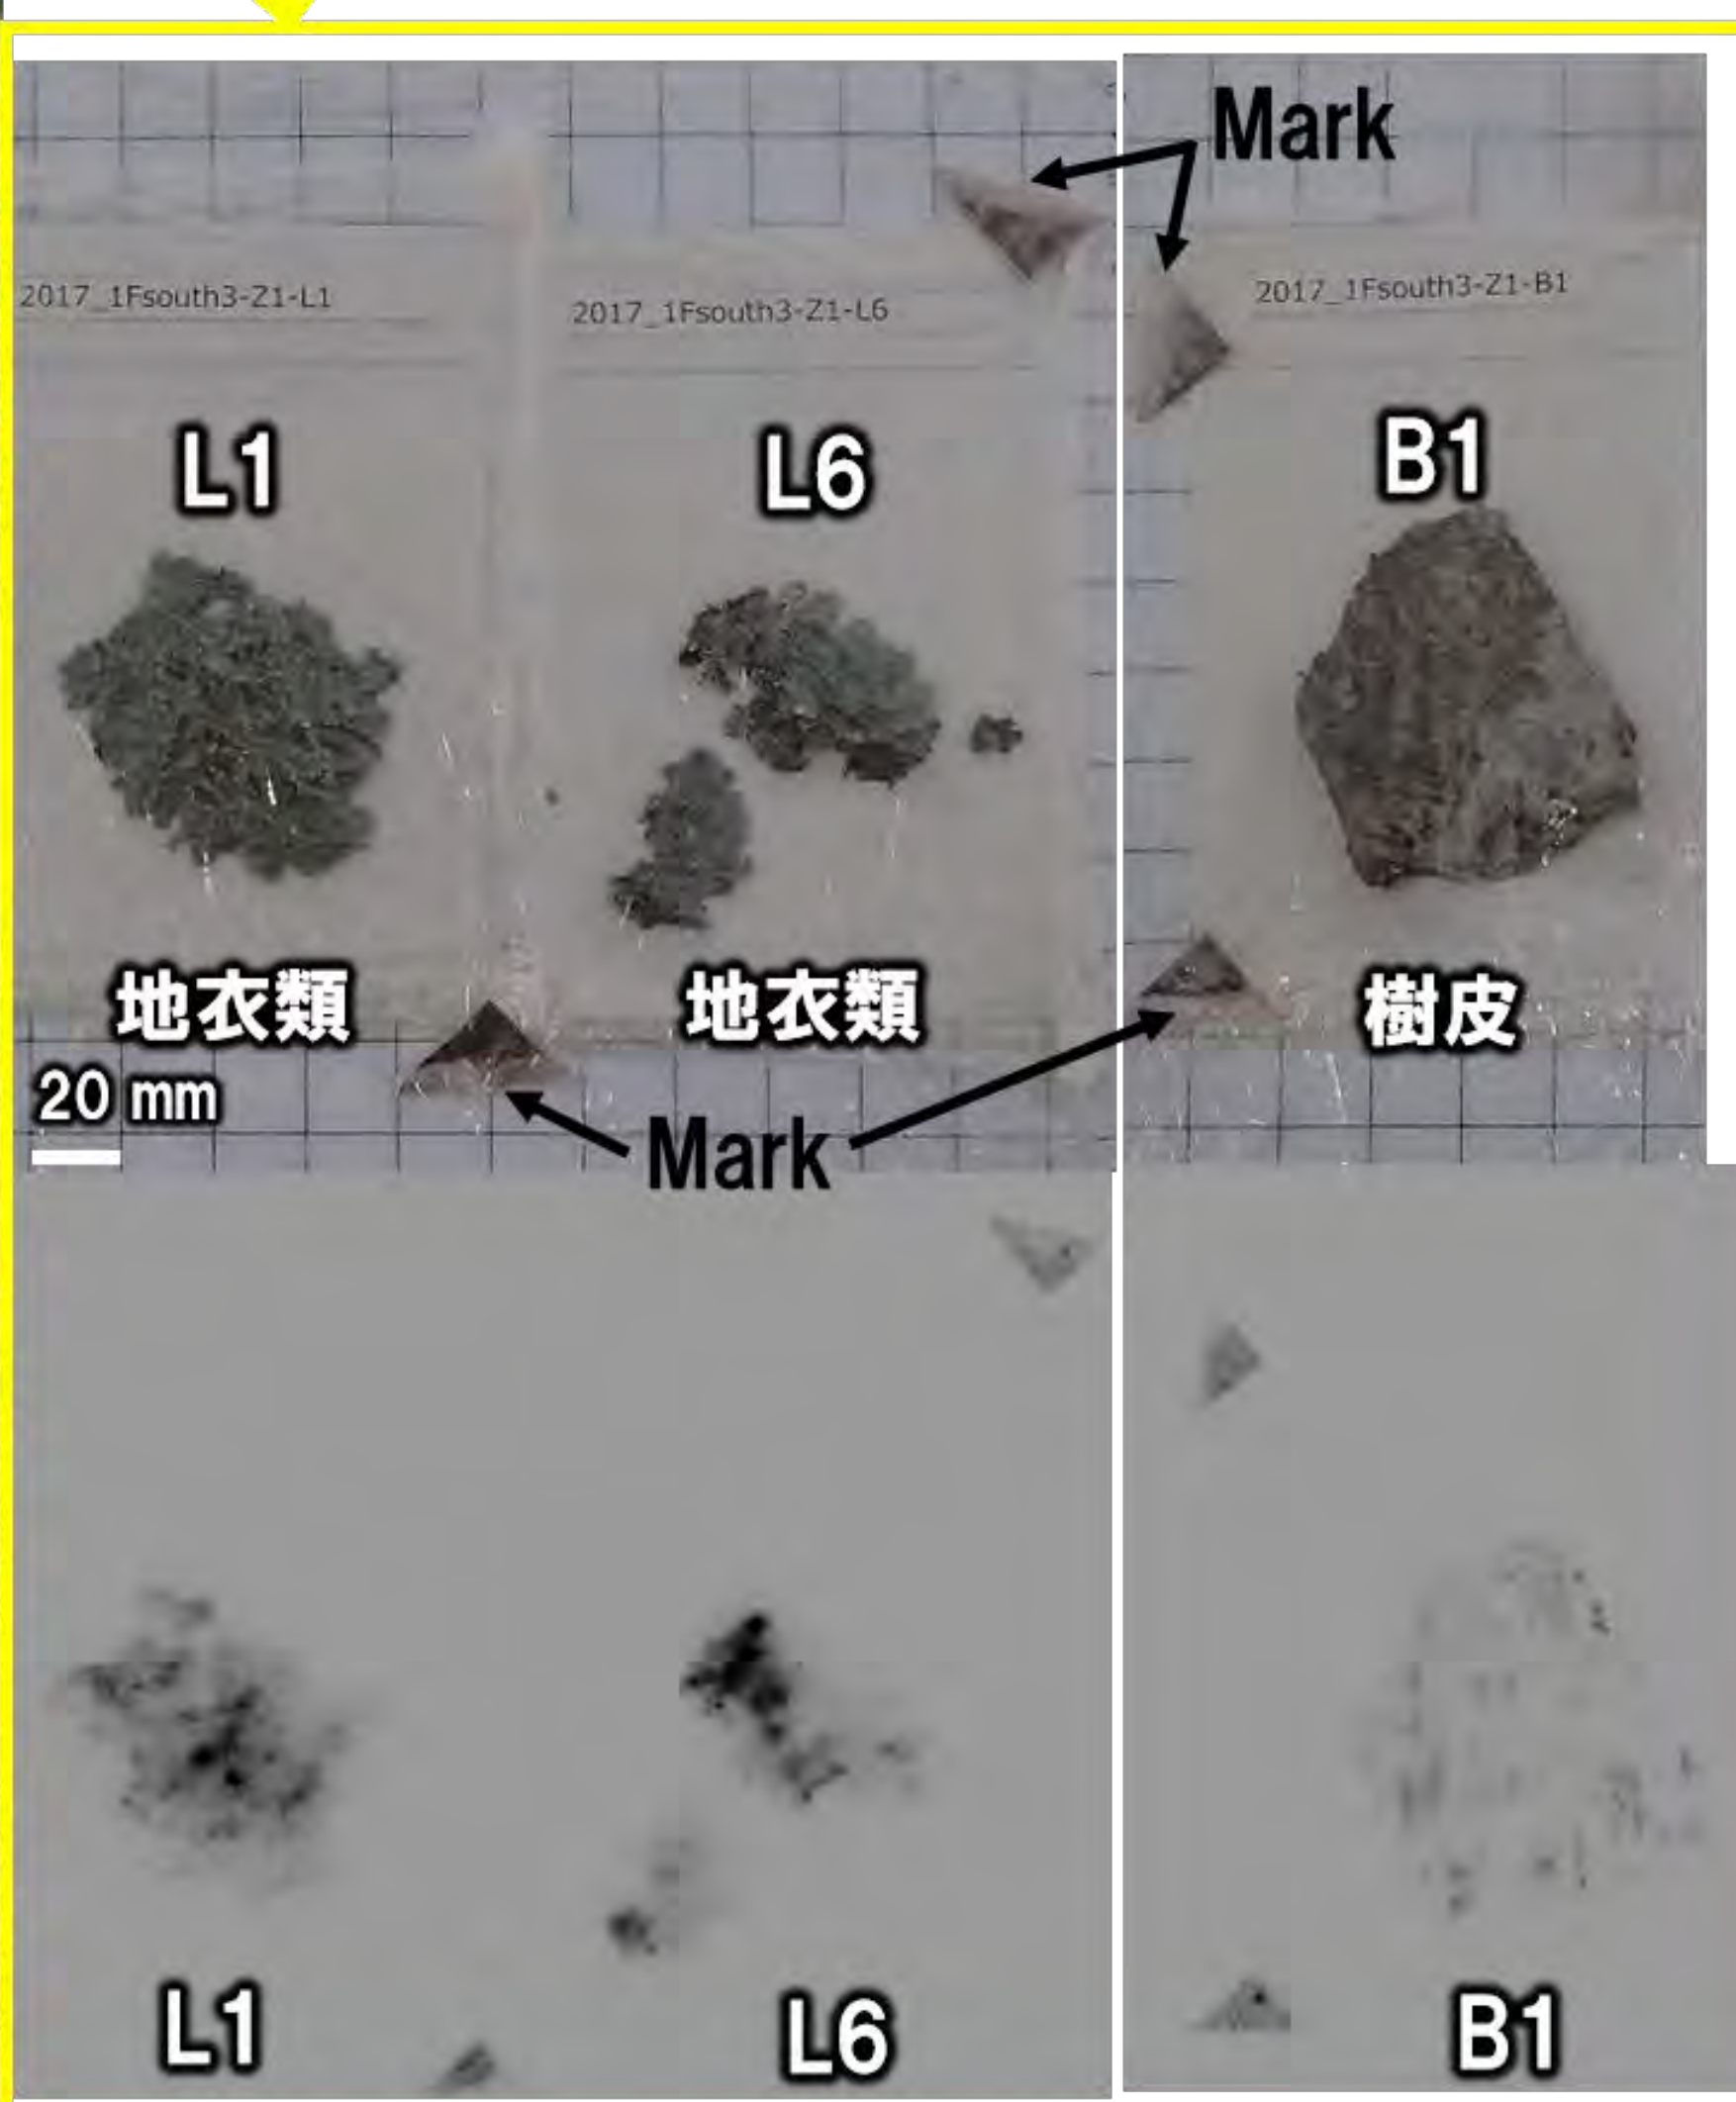 Mark
2017_1Fsouth3-Z1-L1
2017_1Fsouth3-Z1-L6
2017_1Fsouth3-Z1-B1
L1
L6
B1
地衣類
地衣類
樹皮
20 mm
Mark
L1
L6
B1